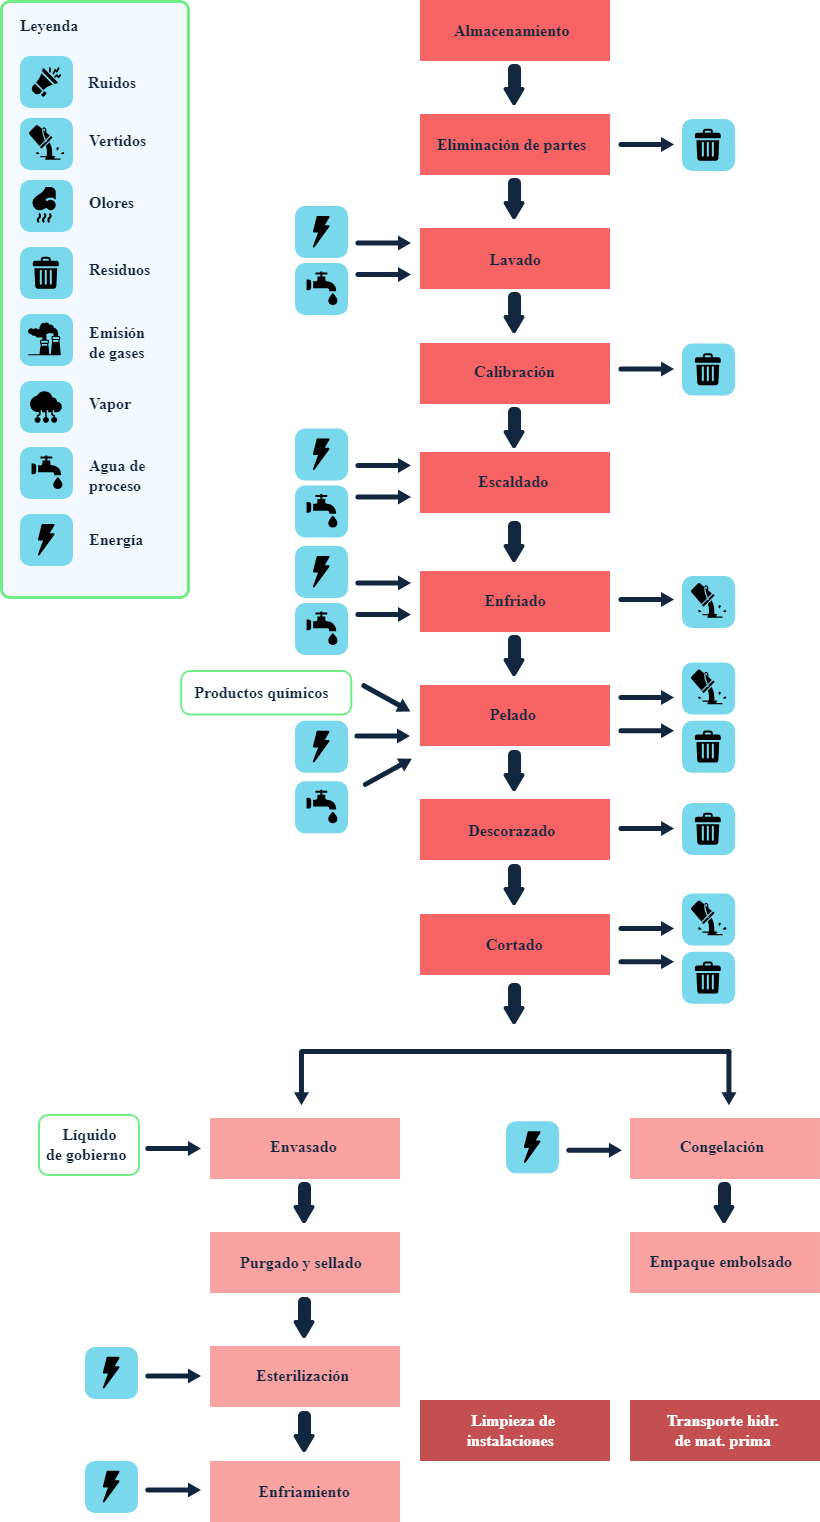 Leyenda
Ruidos
Vertidos
Olores
Residuos
Emisión
de gases
Vapor
Agua de
proceso
Energía
Almacenamiento
Eliminación de partes
Lavado
Calibración
Escaldado
Enfriado
Productos químicos
Pelado
Descorazado
Cortado
Líquido
de gobierno
Envasado
Congelación
Purgado y sellado
Empaque embolsado
Esterilización
Limpieza de
instalaciones
Transporte hidr.
de mat. prima
Enfriamiento